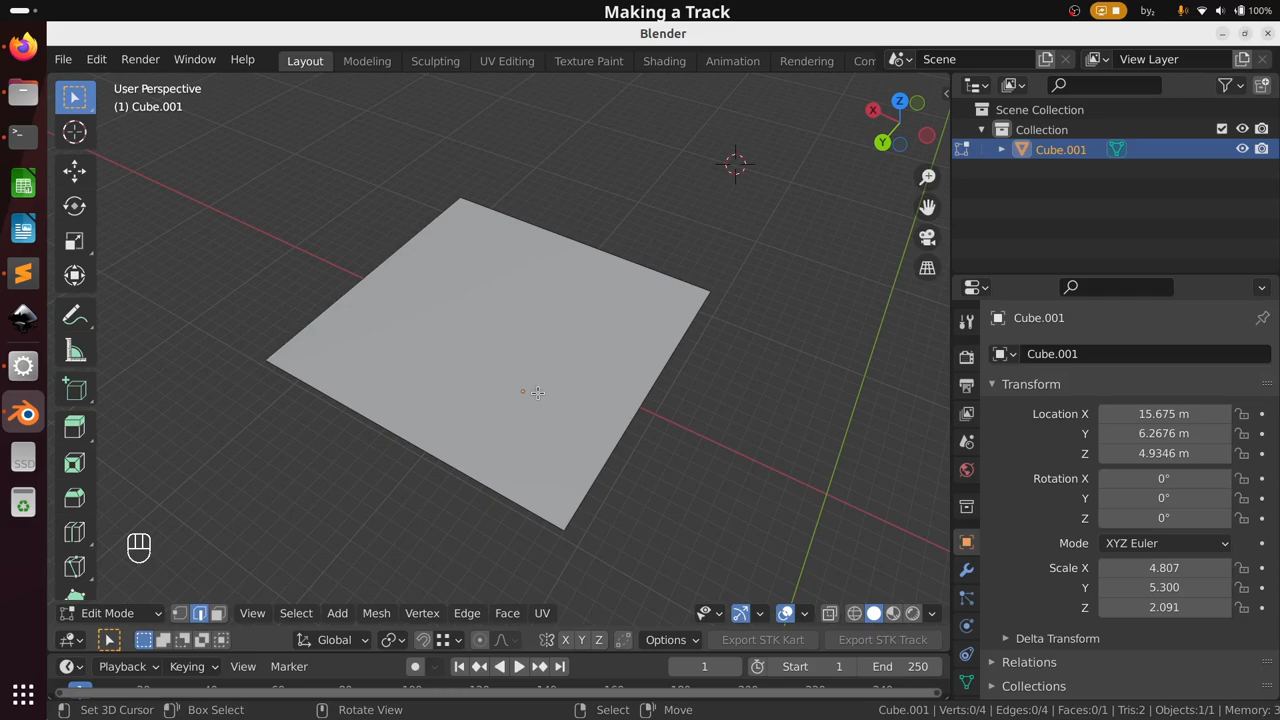 Making a Track
by₂
100%
Blender
File Edit Render Window Help
Layout Modeling Sculpting UV Editing Texture Paint Shading Animation Rendering Com
Scene
View Layer
User Perspective
(1) Cube.001
Z
X
Y
Scene Collection
Collection
Cube.001
Cube.001
Cube.001
Transform
Location X 15.675 m
Y 6.2676 m
Z 4.9346 m
Rotation X 0°
Y 0°
Z 0°
Mode XYZ Euler
Scale X 4.807
Y 5.300
Z 2.091
Delta Transform
Relations
Collections
SSD
Edit Mode View Select Add Mesh Vertex Edge Face UV
Global X Y Z Options Export STK Kart Export STK Track
Playback Keying View Marker 1 Start 1 End 250
Set 3D Cursor Box Select Rotate View Select Move Cube.001 | Verts:0/4 | Edges:0/4 | Faces:0/1 | Tris:2 | Objects:1/1 | Memory: 3